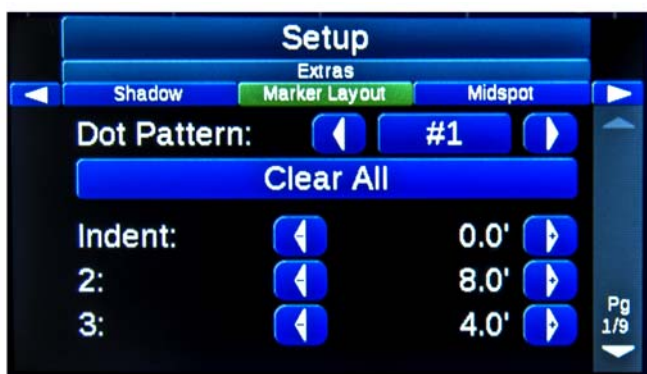 Setup
Extras
Shadow Marker Layout Midspot
Dot Pattern: #1
Clear All
Indent: - 0.0' +
2: - 8.0' +
3: - 4.0' +
Pg
1/9